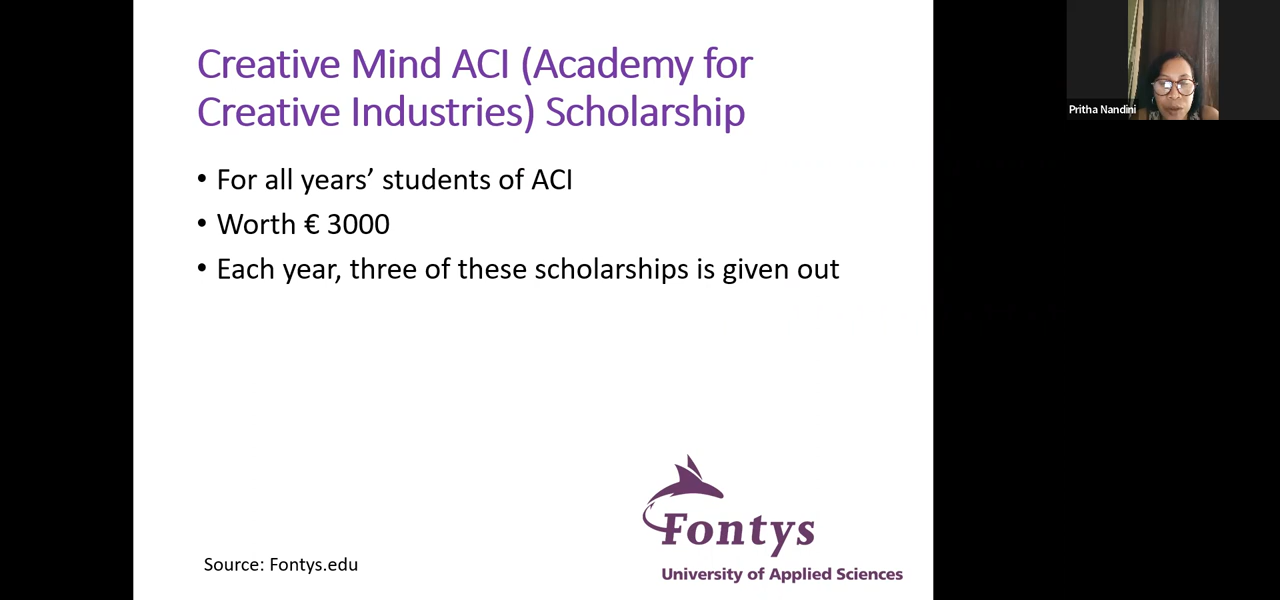 Creative Mind ACI (Academy for
Creative Industries) Scholarship
• For all years’ students of ACI
• Worth € 3000
• Each year, three of these scholarships is given out
Source: Fontys.edu
Fontys
University of Applied Sciences
Pritha Nandini